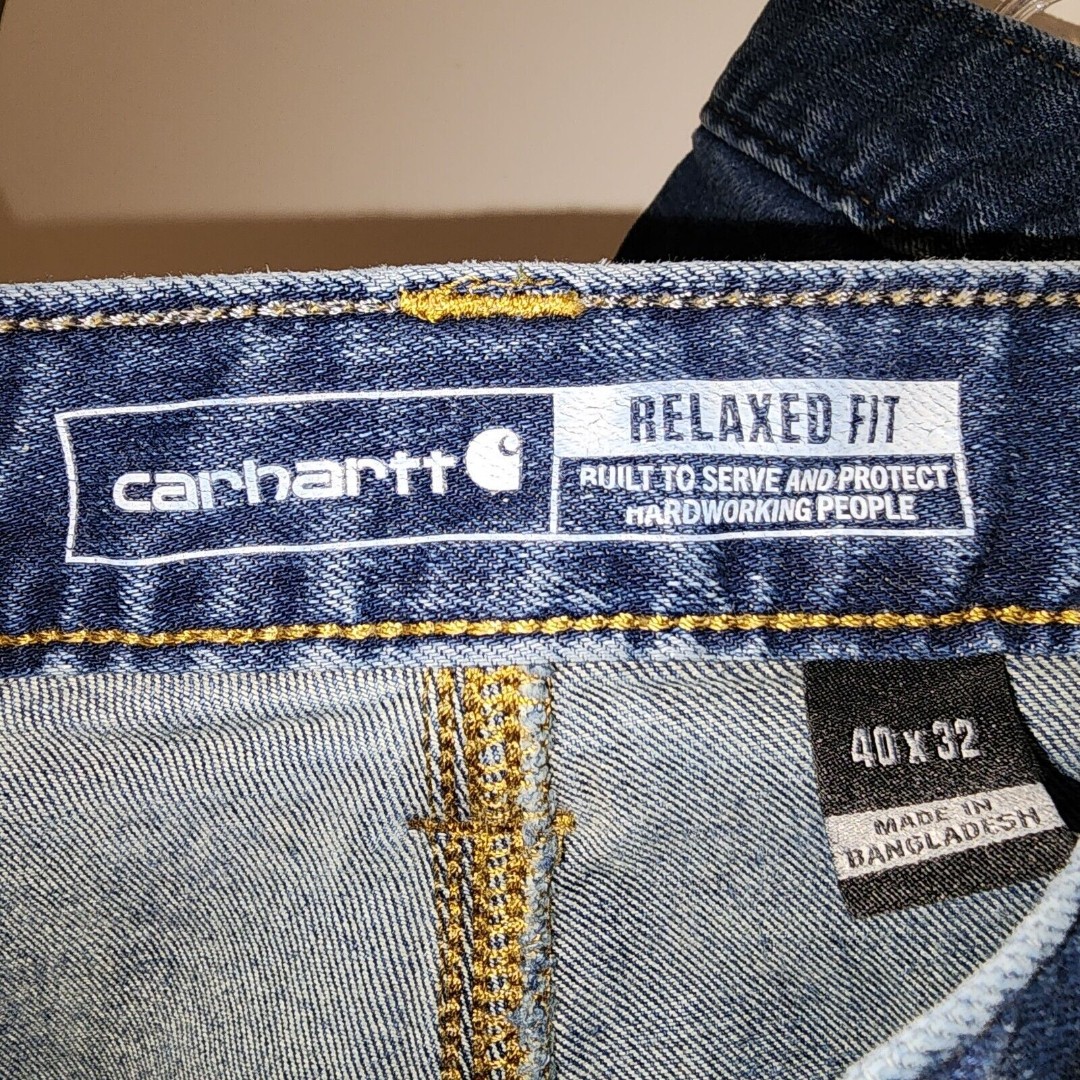 carhartt
RELAXED FIT
BUILT TO SERVE AND PROTECT
HARDWORKING PEOPLE
40 x 32
MADE IN
BANGLADESH